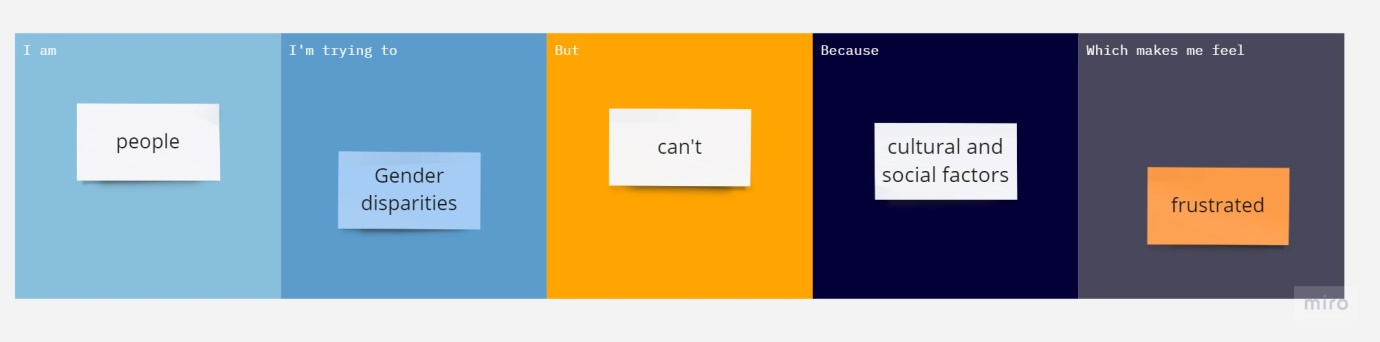 I am
people
I'm trying to
Gender
disparities
But
can't
Because
cultural and
social factors
Which makes me feel
frustrated
miro